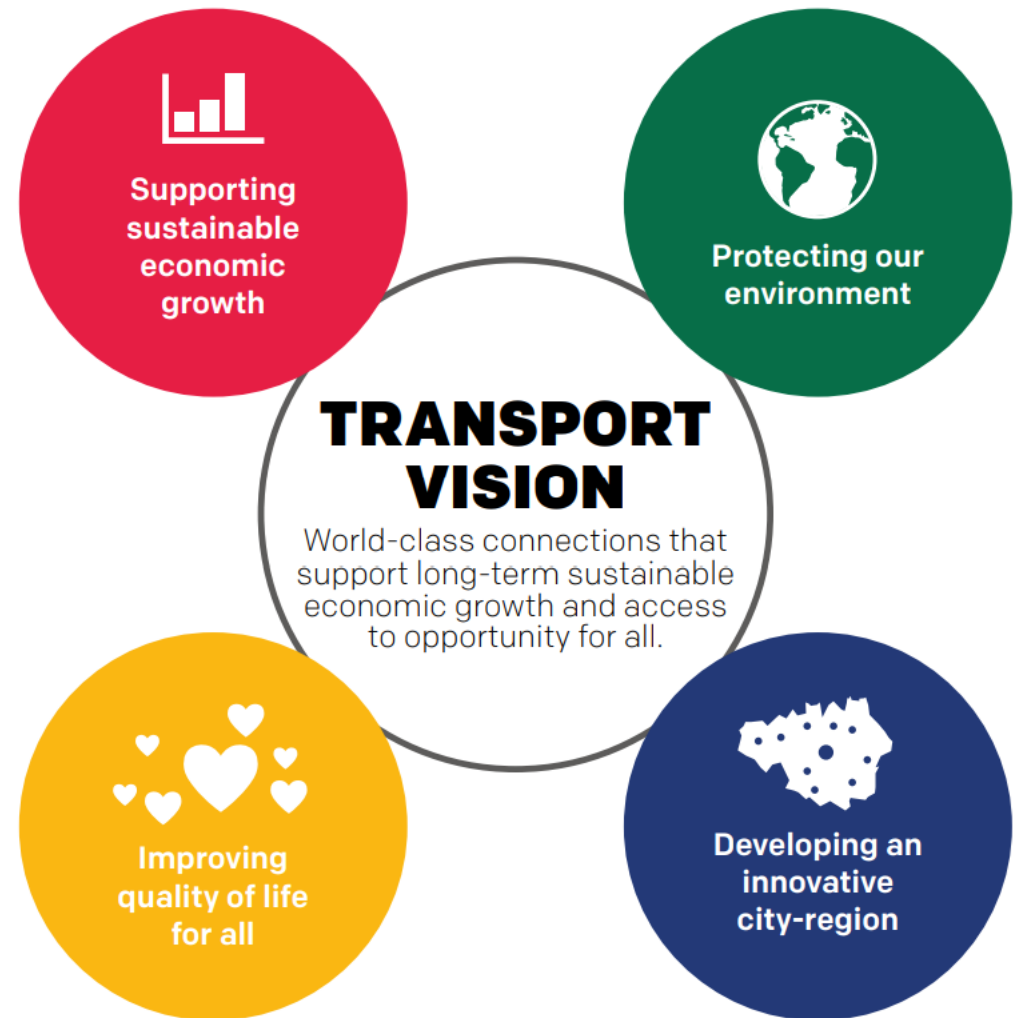 Supporting
sustainable
economic
growth
Protecting our
environment
TRANSPORT
VISION
World-class connections that
support long-term sustainable
economic growth and access
to opportunity for all.
Improving
quality of life
for all
Developing an
innovative
city-region